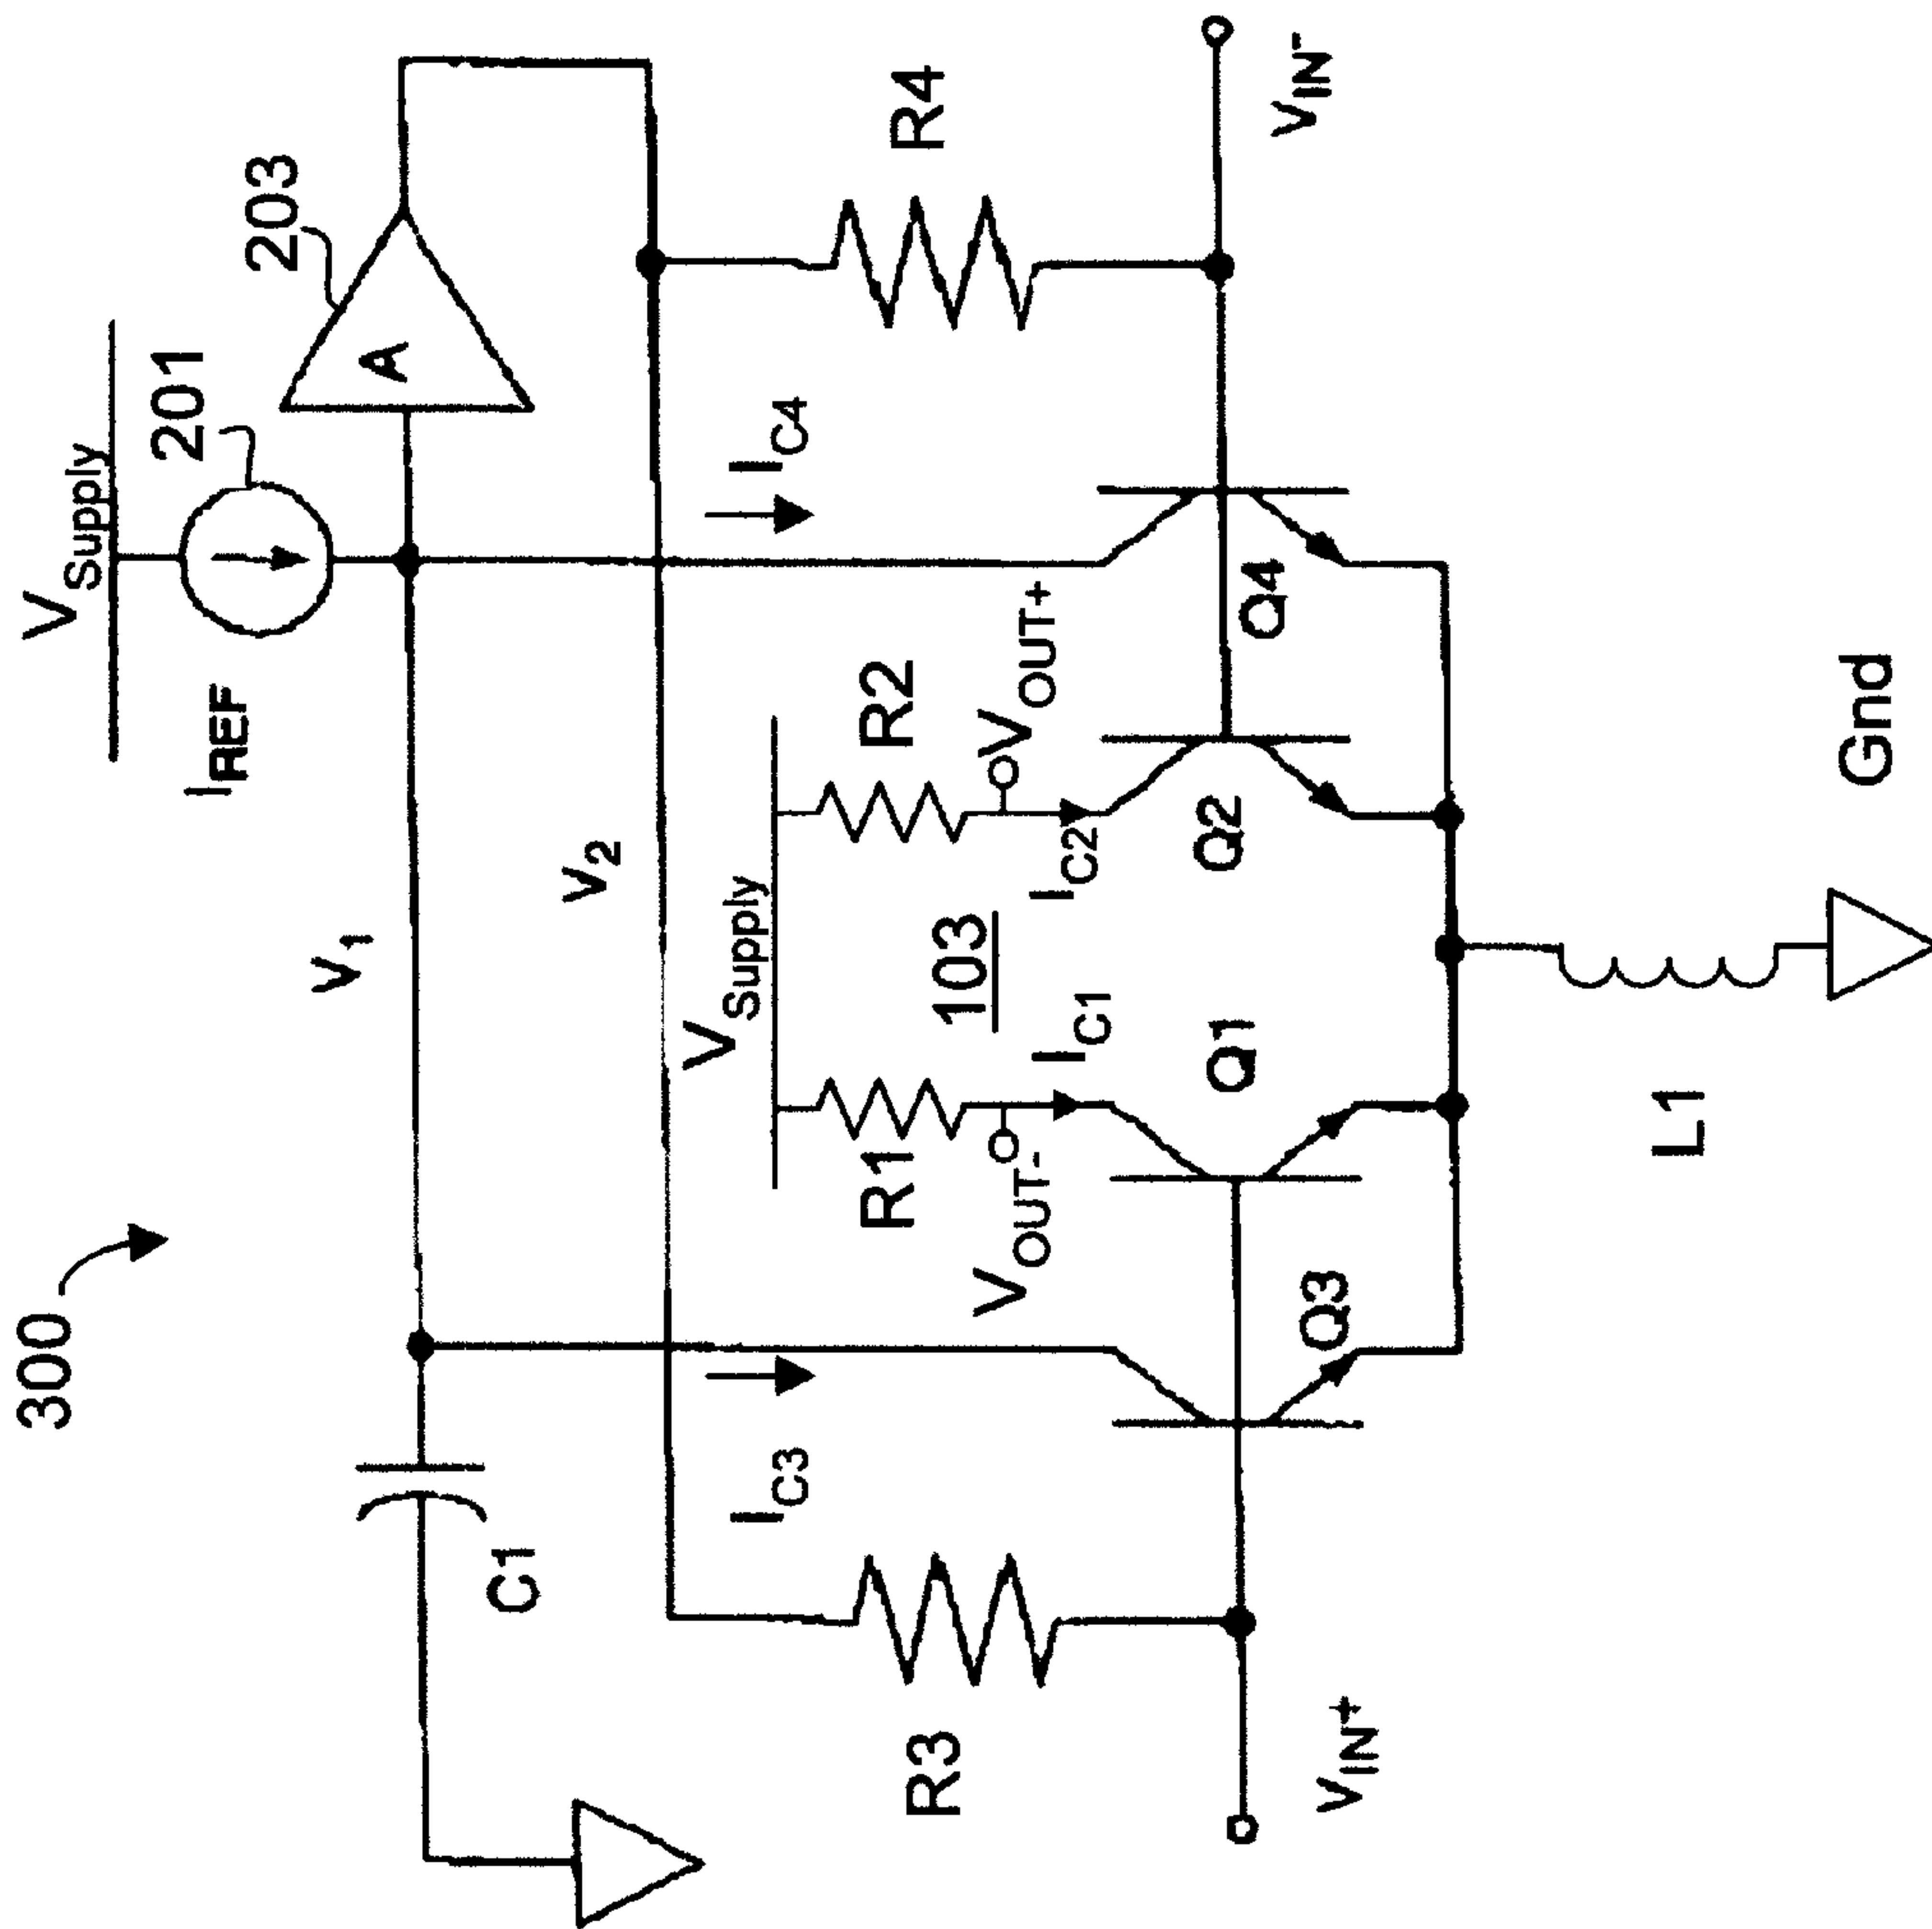 300
VSupply
IREF
201
203
A
V1
V2
C1
IC3
IC4
VSupply
R3
R1
103
R2
R4
VOUT-
IC1
IC2
VOUT+
Q3
Q1
Q2
Q4
VIN+
VIN-
L1
Gnd